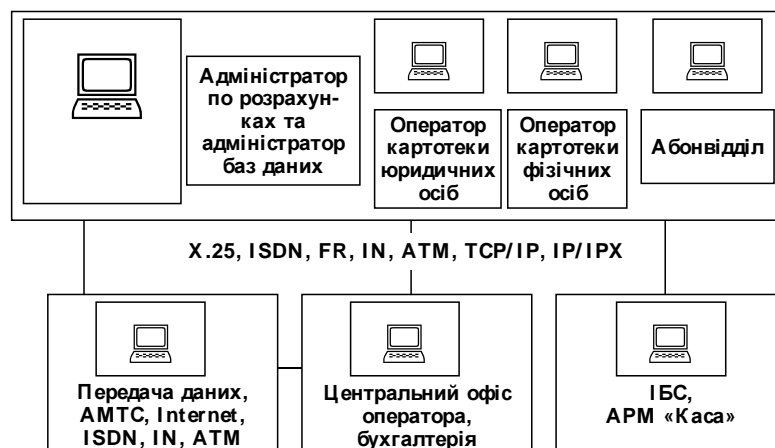 Адміністратор
по розрахун-
ках та
адміністратор
баз даних
Оператор
картотеки
юридичних
осіб
Оператор
картотеки
фізичних
осіб
Абонвідділ
X.25, ISDN, FR, IN, ATM, TCP/IP, IP/IPX
Передача даних,
АМТС, Internet,
ISDN, IN, ATM
Центральний офіс
оператора,
бухгалтерія
ІБС,
АРМ «Каса»